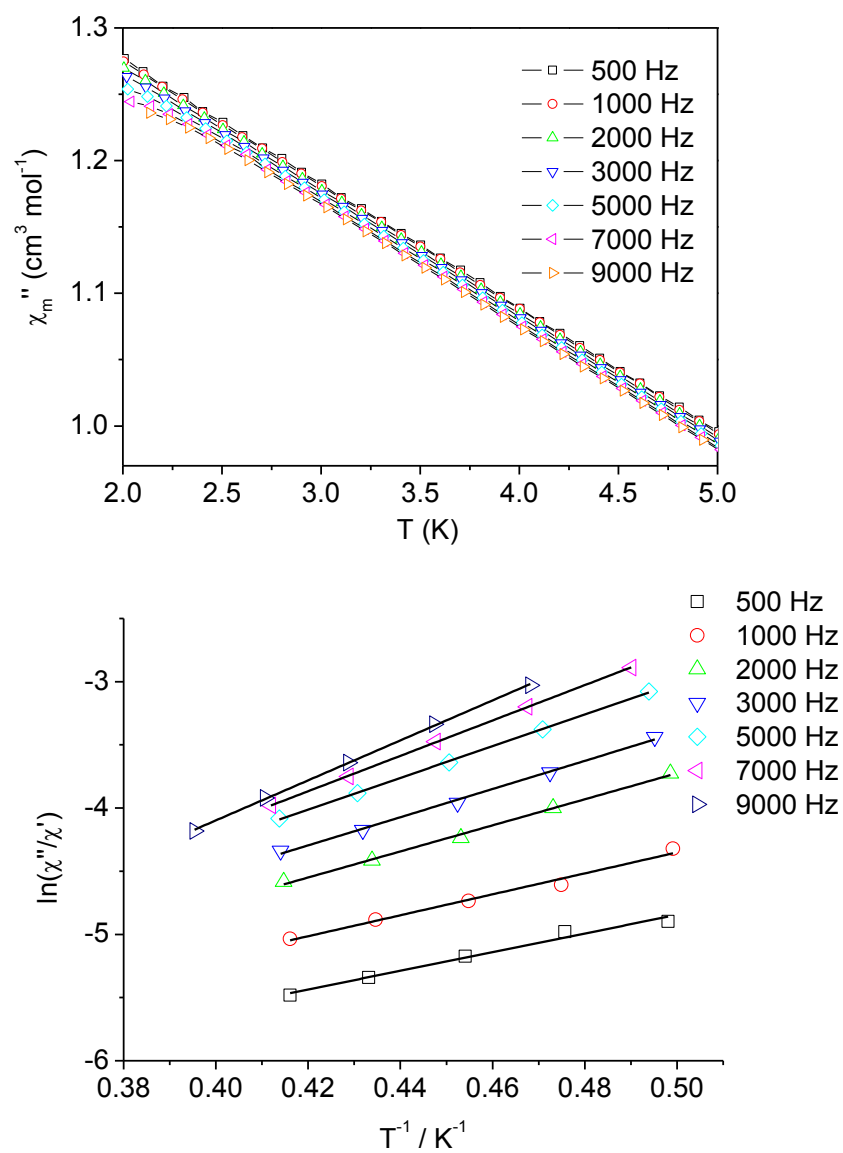 1.3
1.2
1.1
1.0
χm'' (cm³ mol⁻¹)
500 Hz
1000 Hz
2000 Hz
3000 Hz
5000 Hz
7000 Hz
9000 Hz
2.0 2.5 3.0 3.5 4.0 4.5 5.0
T (K)
-3
-4
-5
-6
ln(χ''/χ')
500 Hz
1000 Hz
2000 Hz
3000 Hz
5000 Hz
7000 Hz
9000 Hz
0.38 0.40 0.42 0.44 0.46 0.48 0.50
T⁻¹ / K⁻¹